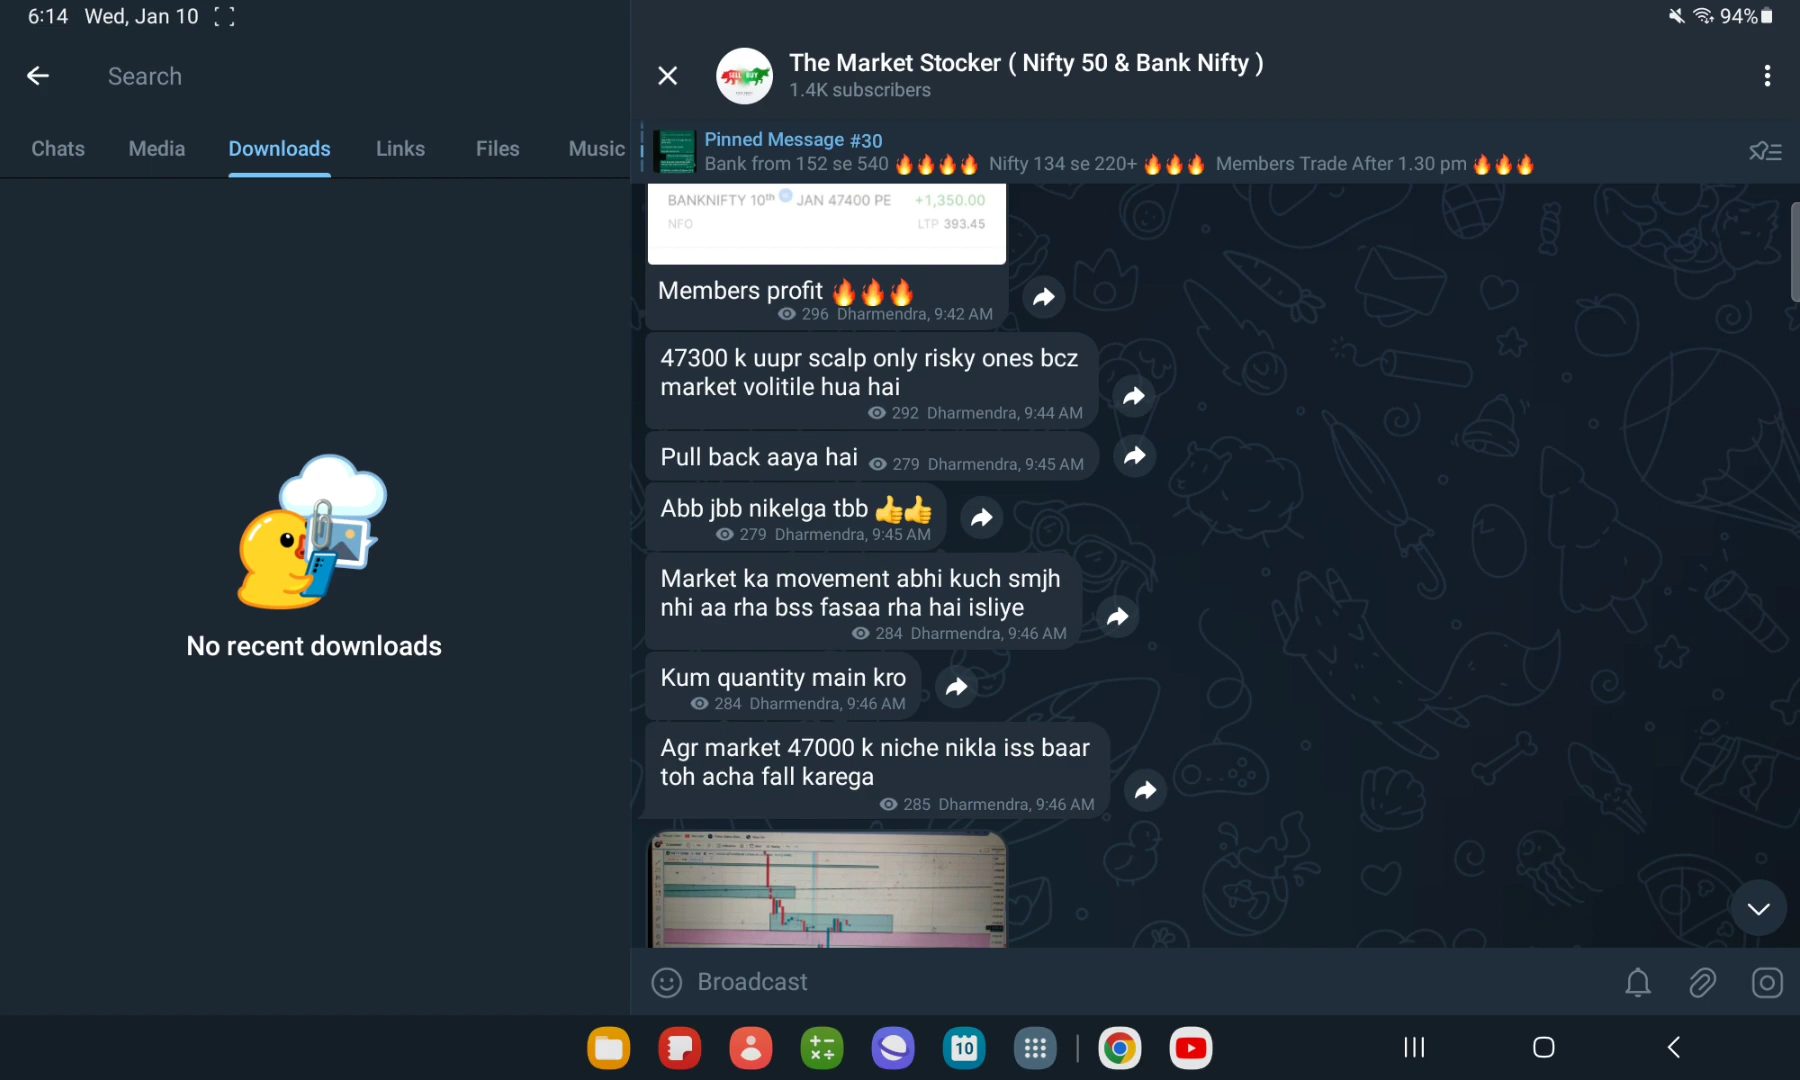 6:14 Wed, Jan 10
94%
Search
Chats Media Downloads Links Files Music
No recent downloads
The Market Stocker ( Nifty 50 & Bank Nifty )
1.4K subscribers
Pinned Message #30
Bank from 152 se 540 🔥🔥🔥🔥 Nifty 134 se 220+ 🔥🔥🔥 Members Trade After 1.30 pm 🔥🔥🔥
BANKNIFTY 10th JAN 47400 PE +1,350.00
NFO LTP 393.45
Members profit 🔥🔥🔥
296 Dharmendra, 9:42 AM
47300 k uupr scalp only risky ones bcz
market volitile hua hai
292 Dharmendra, 9:44 AM
Pull back aaya hai 279 Dharmendra, 9:45 AM
Abb jbb nikelga tbb 👍👍
279 Dharmendra, 9:45 AM
Market ka movement abhi kuch smjh
nhi aa rha bss fasaa rha hai isliye
284 Dharmendra, 9:46 AM
Kum quantity main kro
284 Dharmendra, 9:46 AM
Agr market 47000 k niche nikla iss baar
toh acha fall karega
285 Dharmendra, 9:46 AM
Broadcast
10